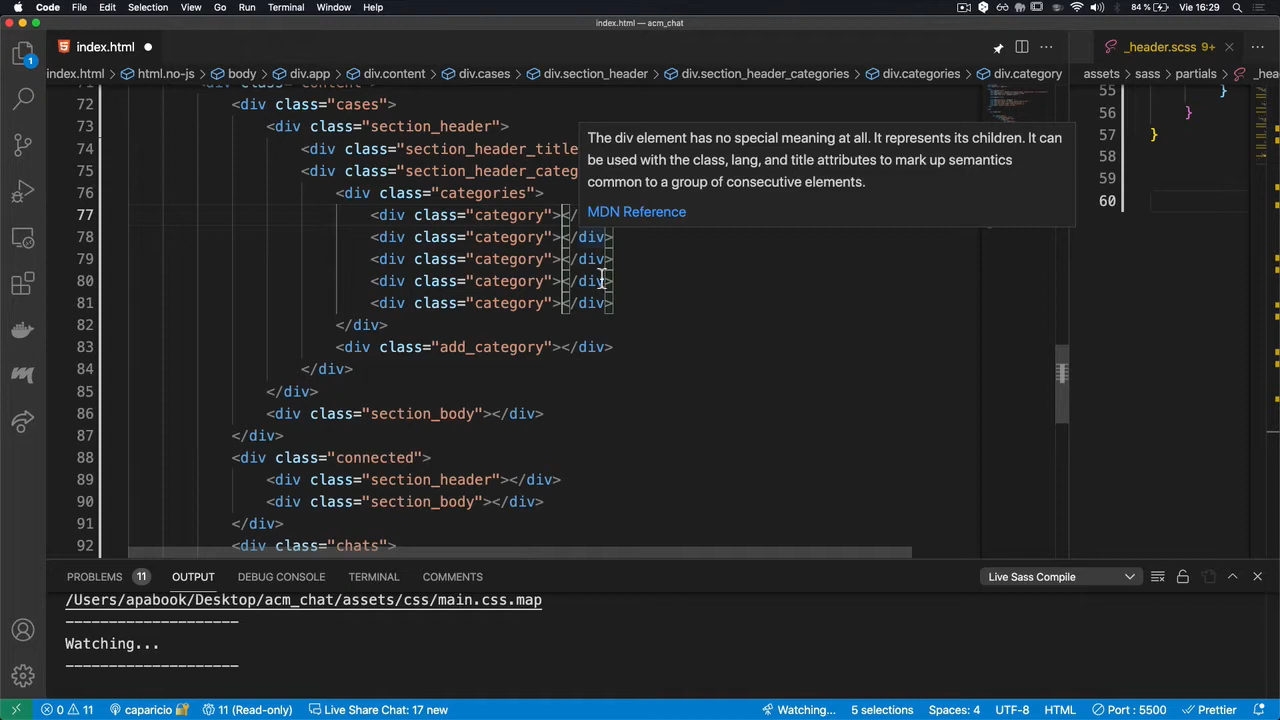 Code File Edit Selection View Go Run Terminal Window Help 84 % Vie 16:29
index.html — acm_chat
index.html
_header.scss 9+
index.html › html.no-js › body › div.app › div.content › div.cases › div.section_header › div.section_header_categories › div.categories › div.category
assets › sass › partials ›
72 <div class="cases">
73 <div class="section_header">
74 <div class="section_header_title
75 <div class="section_header_categ
76 <div class="categories">
77 <div class="category"></
78 <div class="category"></div>
79 <div class="category"></div>
80 <div class="category"></div>
81 <div class="category"></div>
82 </div>
83 <div class="add_category"></div>
84 </div>
85 </div>
86 <div class="section_body"></div>
87 </div>
88 <div class="connected">
89 <div class="section_header"></div>
90 <div class="section_body"></div>
91 </div>
92 <div class="chats">
The div element has no special meaning at all. It represents its children. It can
be used with the class, lang, and title attributes to mark up semantics
common to a group of consecutive elements.
MDN Reference
55 }
56 }
57 }
58
59
60
PROBLEMS 11 OUTPUT DEBUG CONSOLE TERMINAL COMMENTS Live Sass Compile
/Users/apabook/Desktop/acm_chat/assets/css/main.css.map
--------------------
Watching...
--------------------
0 11 caparicio 11 (Read-only) Live Share Chat: 17 new Watching... 5 selections Spaces: 4 UTF-8 HTML Port : 5500 Prettier